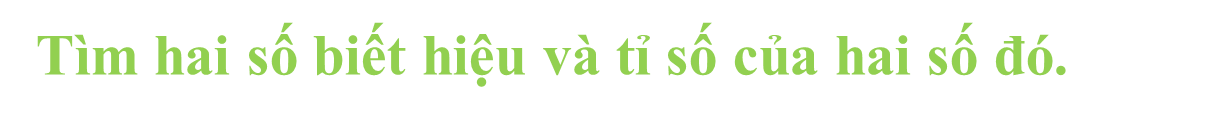 Tìm hai số biết hiệu và tỉ số của hai số đó.